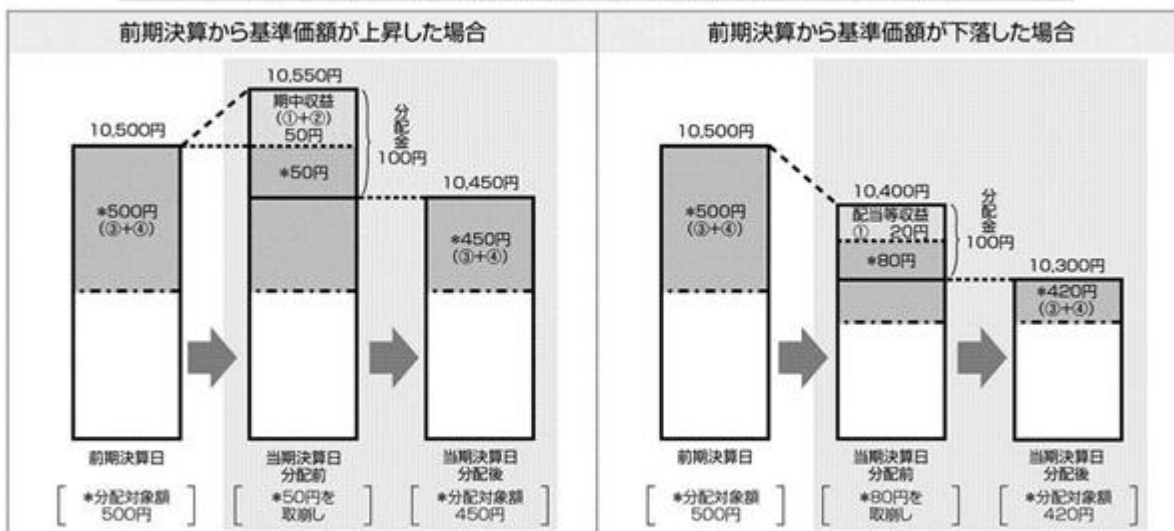 前期決算から基準価額が上昇した場合
10,550円
期中収益
(①+②)
50円
*50円
分配金
100円
10,500円
*500円
(③+④)
10,450円
*450円
(③+④)
前期決算日
当期決算日
分配前
当期決算日
分配後
*分配対象額
500円
*50円を
取崩し
*分配対象額
450円
前期決算から基準価額が下落した場合
10,500円
*500円
(③+④)
10,400円
配当等収益
① 20円
*80円
分配金
100円
10,300円
*420円
(③+④)
前期決算日
当期決算日
分配前
当期決算日
分配後
*分配対象額
500円
*80円を
取崩し
*分配対象額
420円